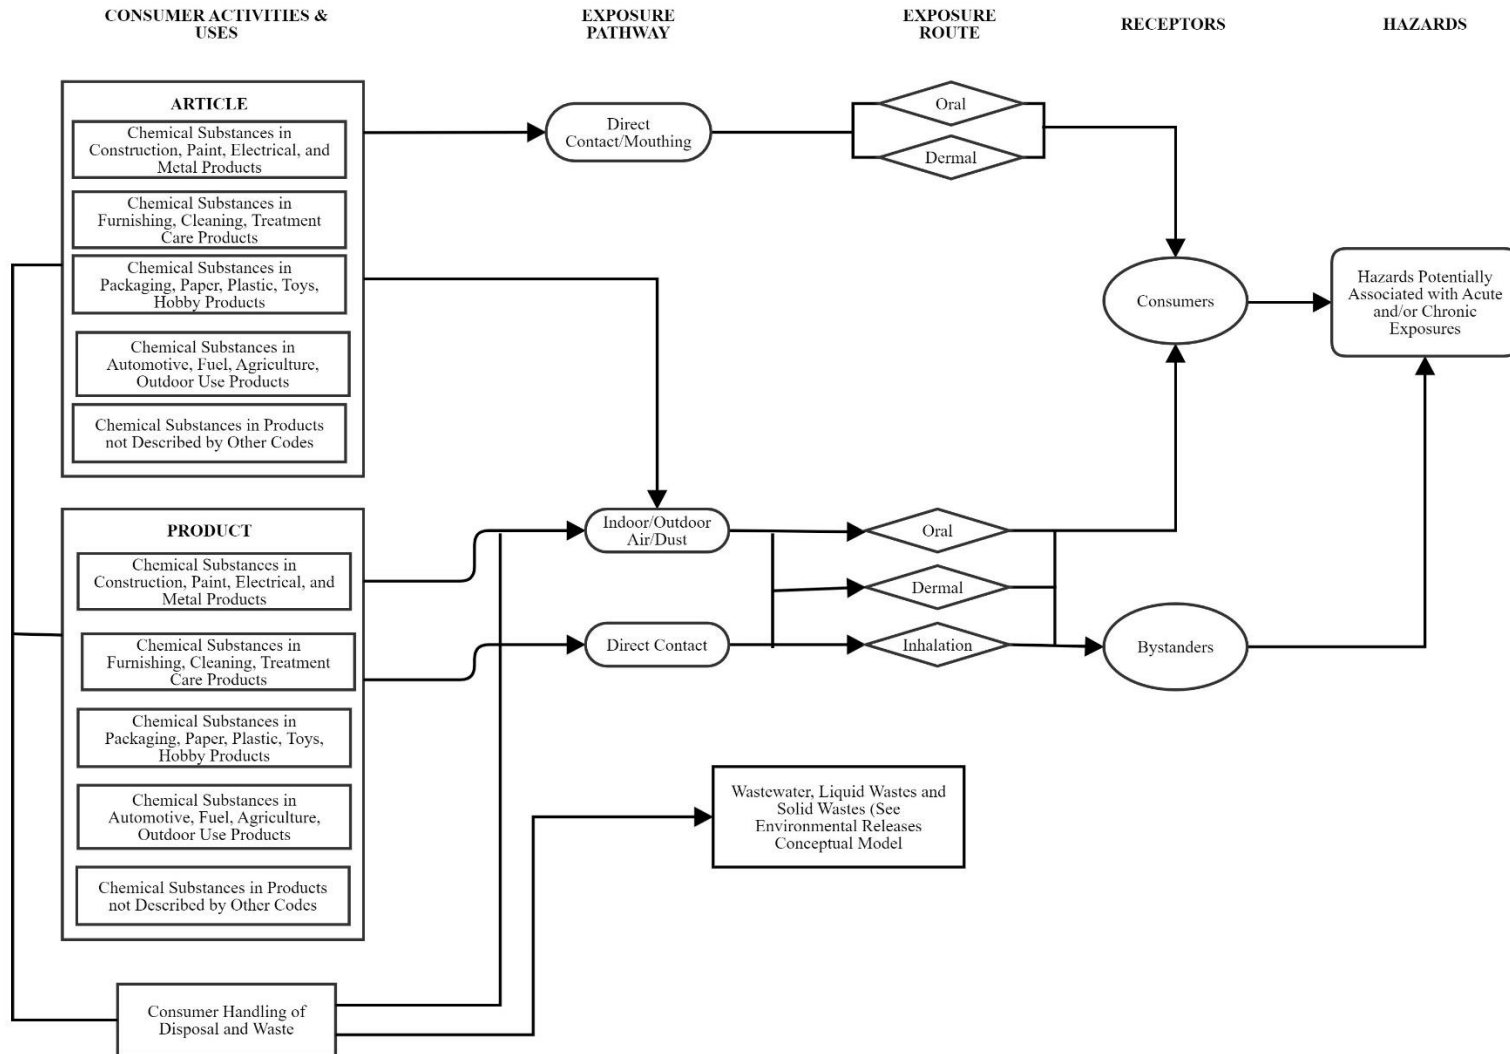 CONSUMER ACTIVITIES &
USES
EXPOSURE
PATHWAY
EXPOSURE
ROUTE
RECEPTORS
HAZARDS
ARTICLE
Chemical Substances in
Construction, Paint, Electrical, and
Metal Products
Chemical Substances in
Furnishing, Cleaning, Treatment
Care Products
Chemical Substances in
Packaging, Paper, Plastic, Toys,
Hobby Products
Chemical Substances in
Automotive, Fuel, Agriculture,
Outdoor Use Products
Chemical Substances in Products
not Described by Other Codes
PRODUCT
Chemical Substances in
Construction, Paint, Electrical, and
Metal Products
Chemical Substances in
Furnishing, Cleaning, Treatment
Care Products
Chemical Substances in
Packaging, Paper, Plastic, Toys,
Hobby Products
Chemical Substances in
Automotive, Fuel, Agriculture,
Outdoor Use Products
Chemical Substances in Products
not Described by Other Codes
Consumer Handling of
Disposal and Waste
Direct
Contact/Mouthing
Indoor/Outdoor
Air/Dust
Direct Contact
Wastewater, Liquid Wastes and
Solid Wastes (See
Environmental Releases
Conceptual Model
Oral
Dermal
Oral
Dermal
Inhalation
Consumers
Bystanders
Hazards Potentially
Associated with Acute
and/or Chronic
Exposures